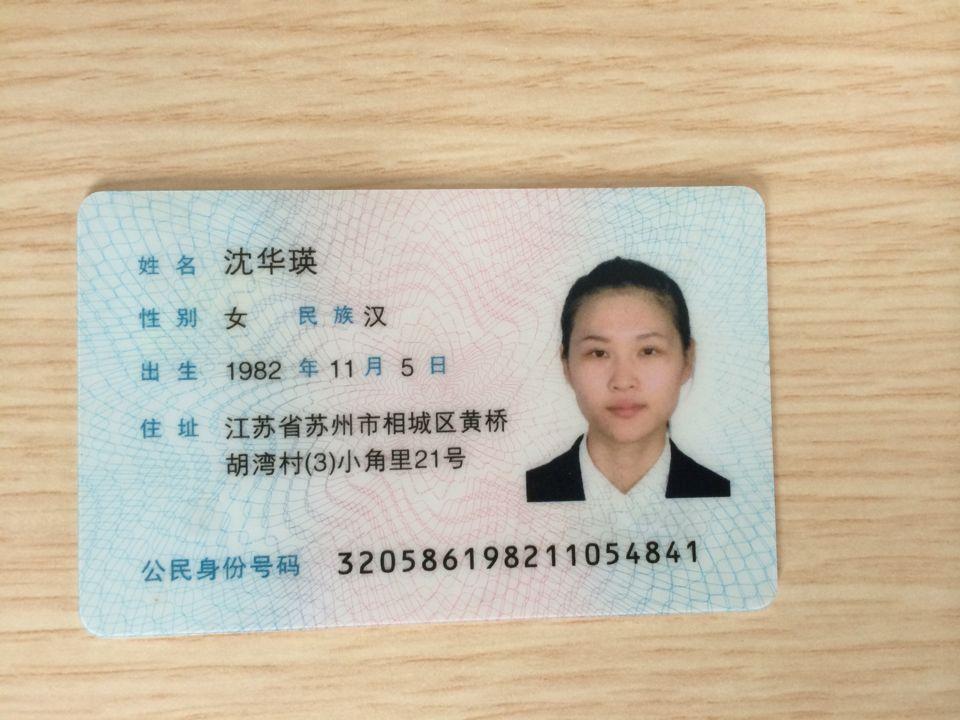 姓名 沈华瑛
性别 女 民族 汉
出生 1982 年 11 月 5 日
住址 江苏省苏州市相城区黄桥
胡湾村(3)小角里21号
公民身份号码 320586198211054841